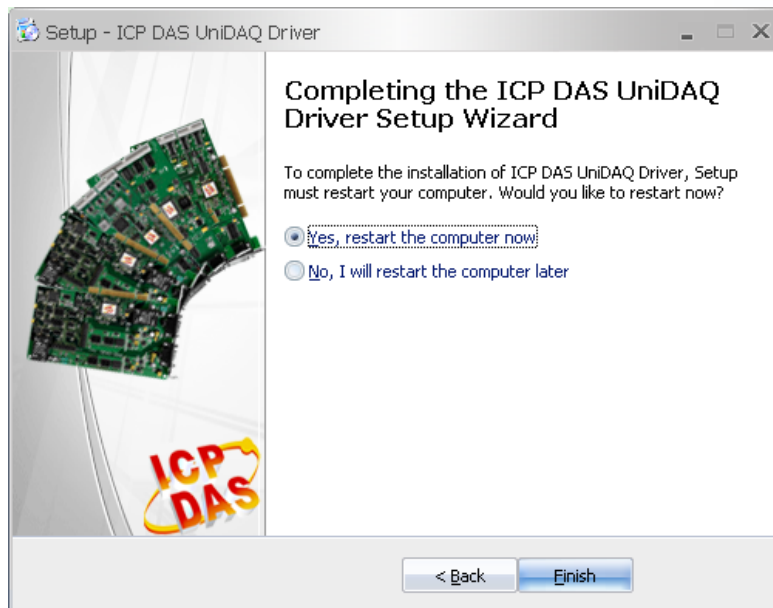 Setup - ICP DAS UniDAQ Driver
Completing the ICP DAS UniDAQ
Driver Setup Wizard
To complete the installation of ICP DAS UniDAQ Driver, Setup
must restart your computer. Would you like to restart now?
Yes, restart the computer now
No, I will restart the computer later
ICP
DAS
< Back
Finish